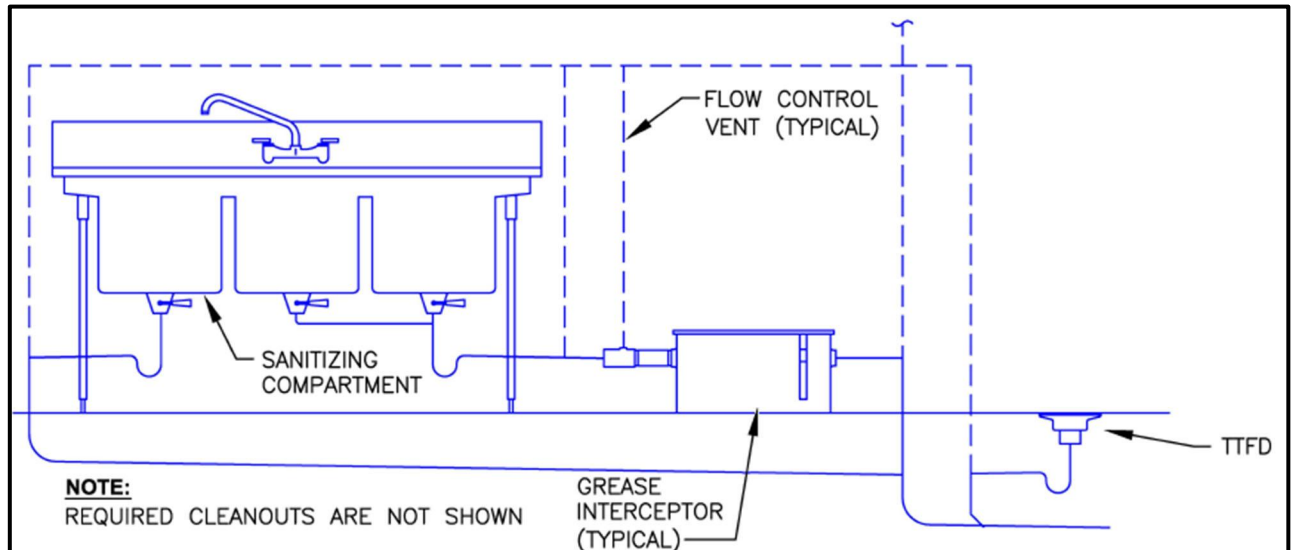 FLOW CONTROL
VENT (TYPICAL)
SANITIZING
COMPARTMENT
TTFD
NOTE:
REQUIRED CLEANOUTS ARE NOT SHOWN
GREASE
INTERCEPTOR
(TYPICAL)